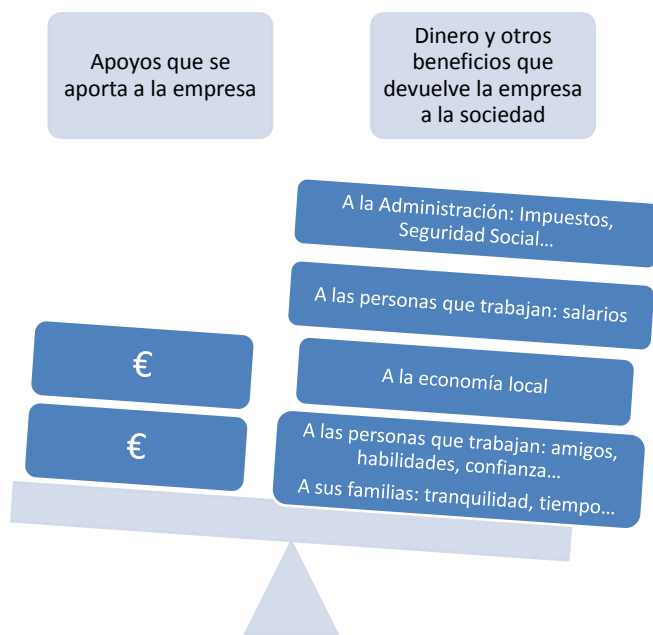 Apoyos que se
aporta a la empresa
Dinero y otros
beneficios que
devuelve la empresa
a la sociedad
A la Administración: Impuestos,
Seguridad Social…
A las personas que trabajan: salarios
€
A la economía local
€
A las personas que trabajan: amigos,
habilidades, confianza…
A sus familias: tranquilidad, tiempo…